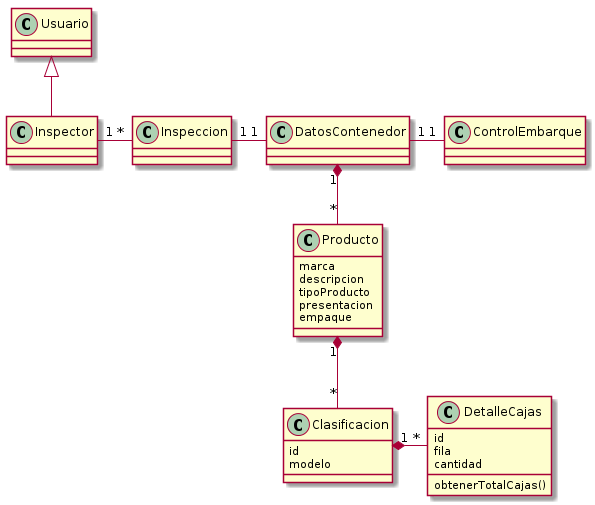 C Usuario
C Inspector
1 *
C Inspeccion
1 1
C DatosContenedor
1 1
C ControlEmbarque
1
*
C Producto
marca
descripcion
tipoProducto
presentacion
empaque
1
*
C Clasificacion
id
modelo
1 *
C DetalleCajas
id
fila
cantidad
obtenerTotalCajas()